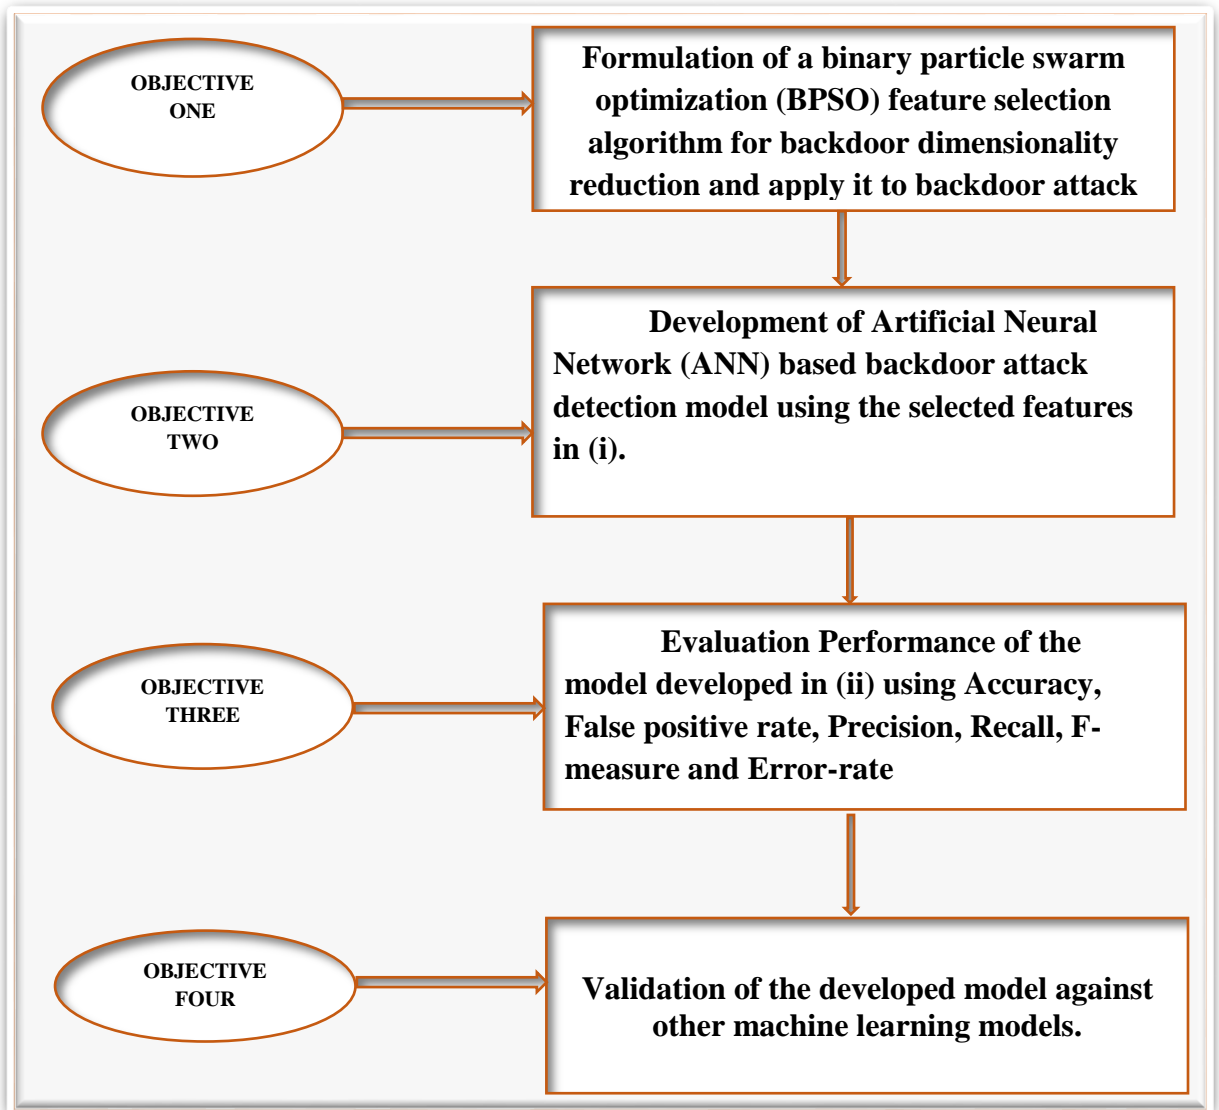 OBJECTIVE
ONE
Formulation of a binary particle swarm
optimization (BPSO) feature selection
algorithm for backdoor dimensionality
reduction and apply it to backdoor attack
OBJECTIVE
TWO
Development of Artificial Neural
Network (ANN) based backdoor attack
detection model using the selected features
in (i).
OBJECTIVE
THREE
Evaluation Performance of the
model developed in (ii) using Accuracy,
False positive rate, Precision, Recall, F-
measure and Error-rate
OBJECTIVE
FOUR
Validation of the developed model against
other machine learning models.